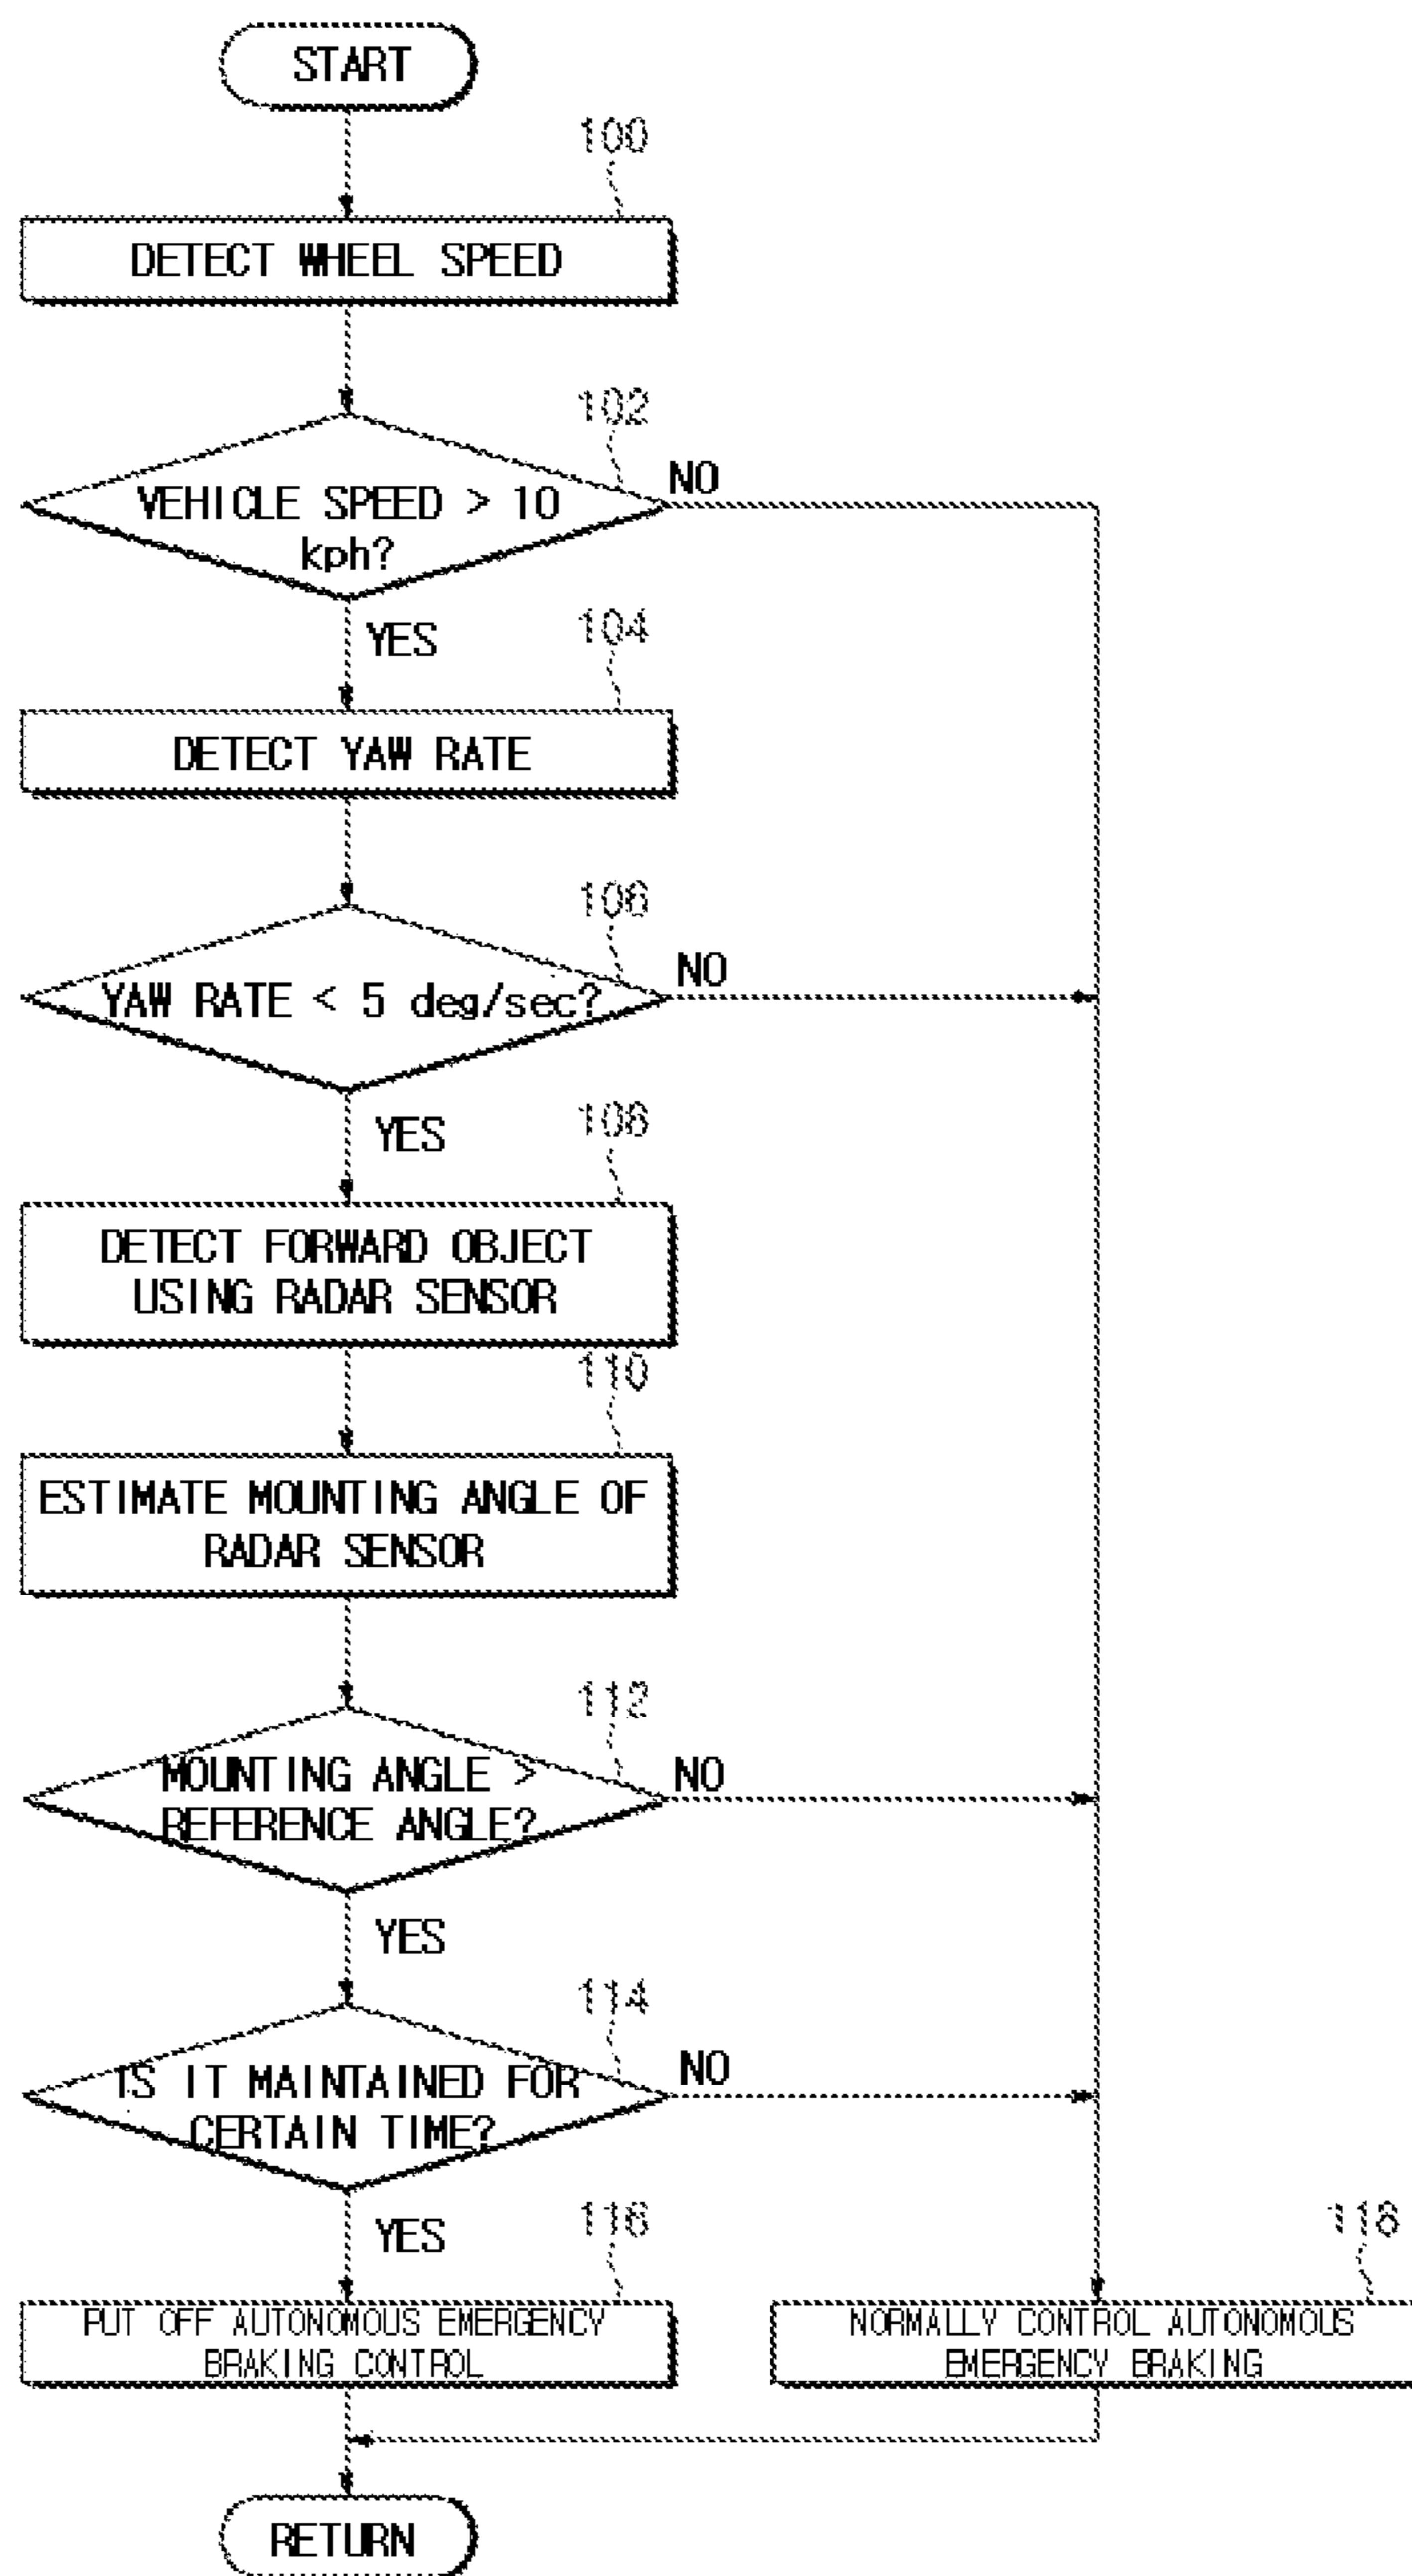 START
100
DETECT WHEEL SPEED
102
VEHICLE SPEED > 10
kph?
NO
YES
104
DETECT YAW RATE
106
YAW RATE < 5 deg/sec?
NO
YES
108
DETECT FORWARD OBJECT
USING RADAR SENSOR
110
ESTIMATE MOUNTING ANGLE OF
RADAR SENSOR
112
MOUNTING ANGLE >
REFERENCE ANGLE?
NO
YES
114
IS IT MAINTAINED FOR
CERTAIN TIME?
NO
YES
116
PUT OFF AUTONOMOUS EMERGENCY
BRAKING CONTROL
118
NORMALLY CONTROL AUTONOMOUS
EMERGENCY BRAKING
RETURN